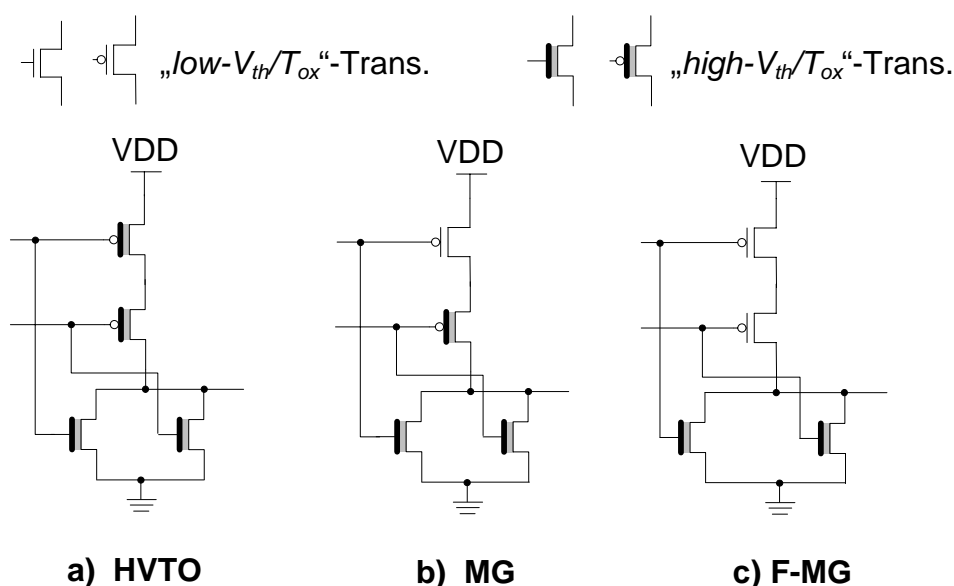 „low-Vth/Tox“-Trans.
„high-Vth/Tox“-Trans.
VDD
VDD
VDD
a) HVTO
b) MG
c) F-MG